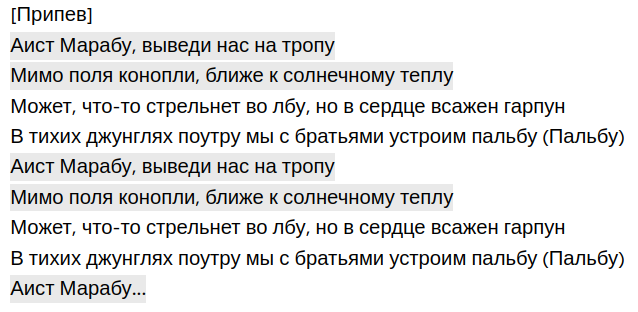 [Припев]
Аист Марабу, выведи нас на тропу
Мимо поля конопли, ближе к солнечному теплу
Может, что-то стрельнет во лбу, но в сердце всажен гарпун
В тихих джунглях поутру мы с братьями устроим пальбу (Пальбу)
Аист Марабу, выведи нас на тропу
Мимо поля конопли, ближе к солнечному теплу
Может, что-то стрельнет во лбу, но в сердце всажен гарпун
В тихих джунглях поутру мы с братьями устроим пальбу (Пальбу)
Аист Марабу...